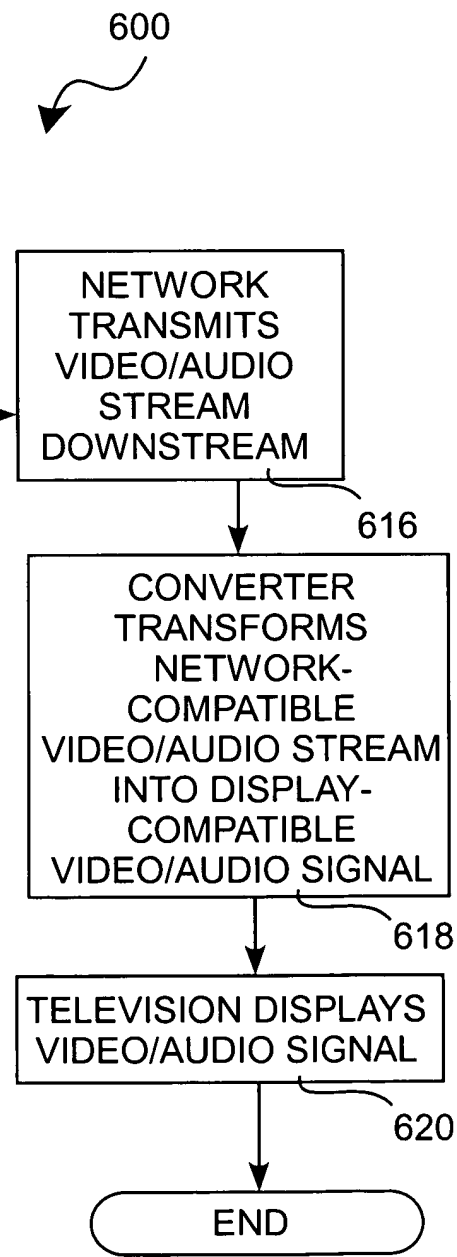 600
NETWORK
TRANSMITS
VIDEO/AUDIO
STREAM
DOWNSTREAM
616
CONVERTER
TRANSFORMS
NETWORK-
COMPATIBLE
VIDEO/AUDIO STREAM
INTO DISPLAY-
COMPATIBLE
VIDEO/AUDIO SIGNAL
618
TELEVISION DISPLAYS
VIDEO/AUDIO SIGNAL
620
END